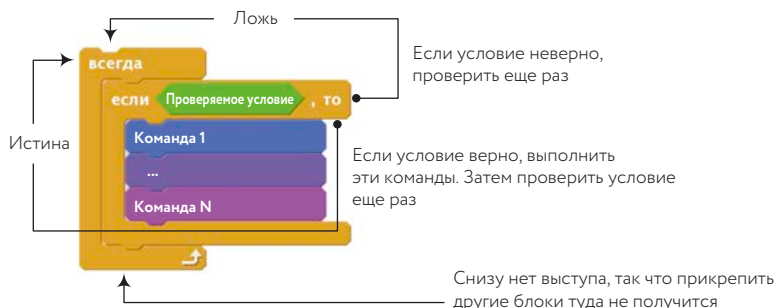 Ложь
всегда
Если условие неверно,
проверить еще раз
если Проверяемое условие , то
Истина
Команда 1
...
Команда N
Если условие верно, выполнить
эти команды. Затем проверить условие
еще раз
Снизу нет выступа, так что прикрепить
другие блоки туда не получится